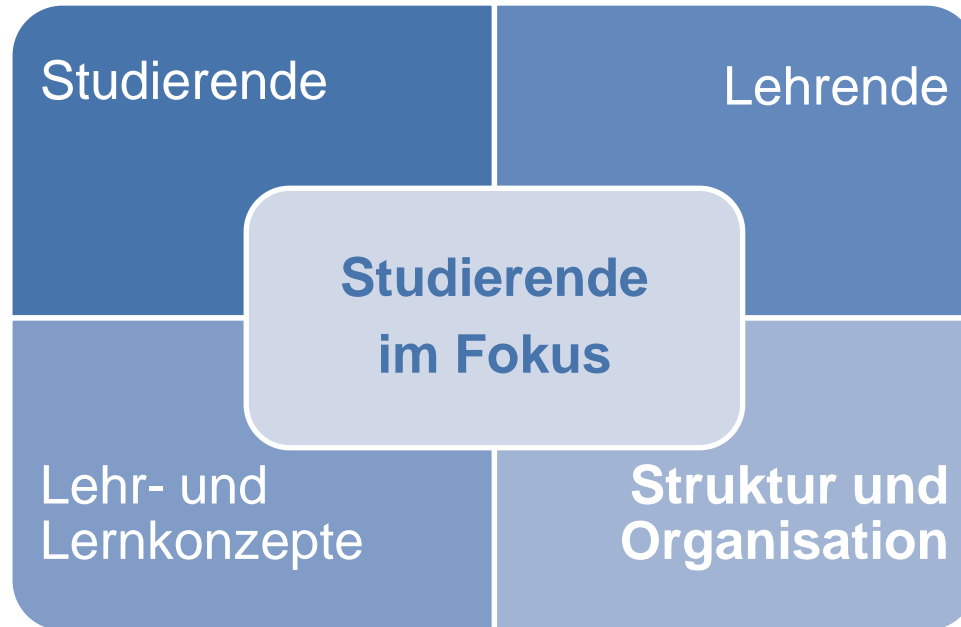 Studierende
Lehrende
Studierende
im Fokus
Lehr- und
Lernkonzepte
Struktur und
Organisation